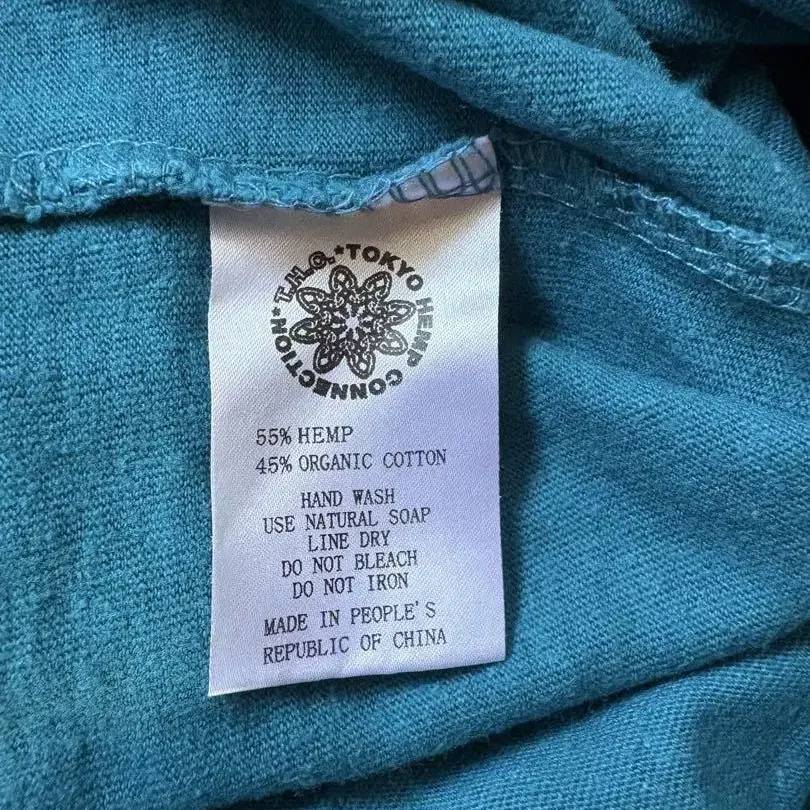 T.H.C.*TOKYO HEMP CONNECTION*
55% HEMP
45% ORGANIC COTTON
HAND WASH
USE NATURAL SOAP
LINE DRY
DO NOT BLEACH
DO NOT IRON
MADE IN PEOPLE'S
REPUBLIC OF CHINA